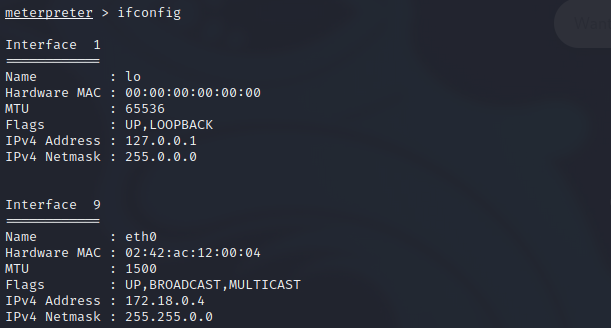 meterpreter > ifconfig
Interface  1
============
Name         : lo
Hardware MAC : 00:00:00:00:00:00
MTU          : 65536
Flags        : UP,LOOPBACK
IPv4 Address : 127.0.0.1
IPv4 Netmask : 255.0.0.0
Interface  9
============
Name         : eth0
Hardware MAC : 02:42:ac:12:00:04
MTU          : 1500
Flags        : UP,BROADCAST,MULTICAST
IPv4 Address : 172.18.0.4
IPv4 Netmask : 255.255.0.0